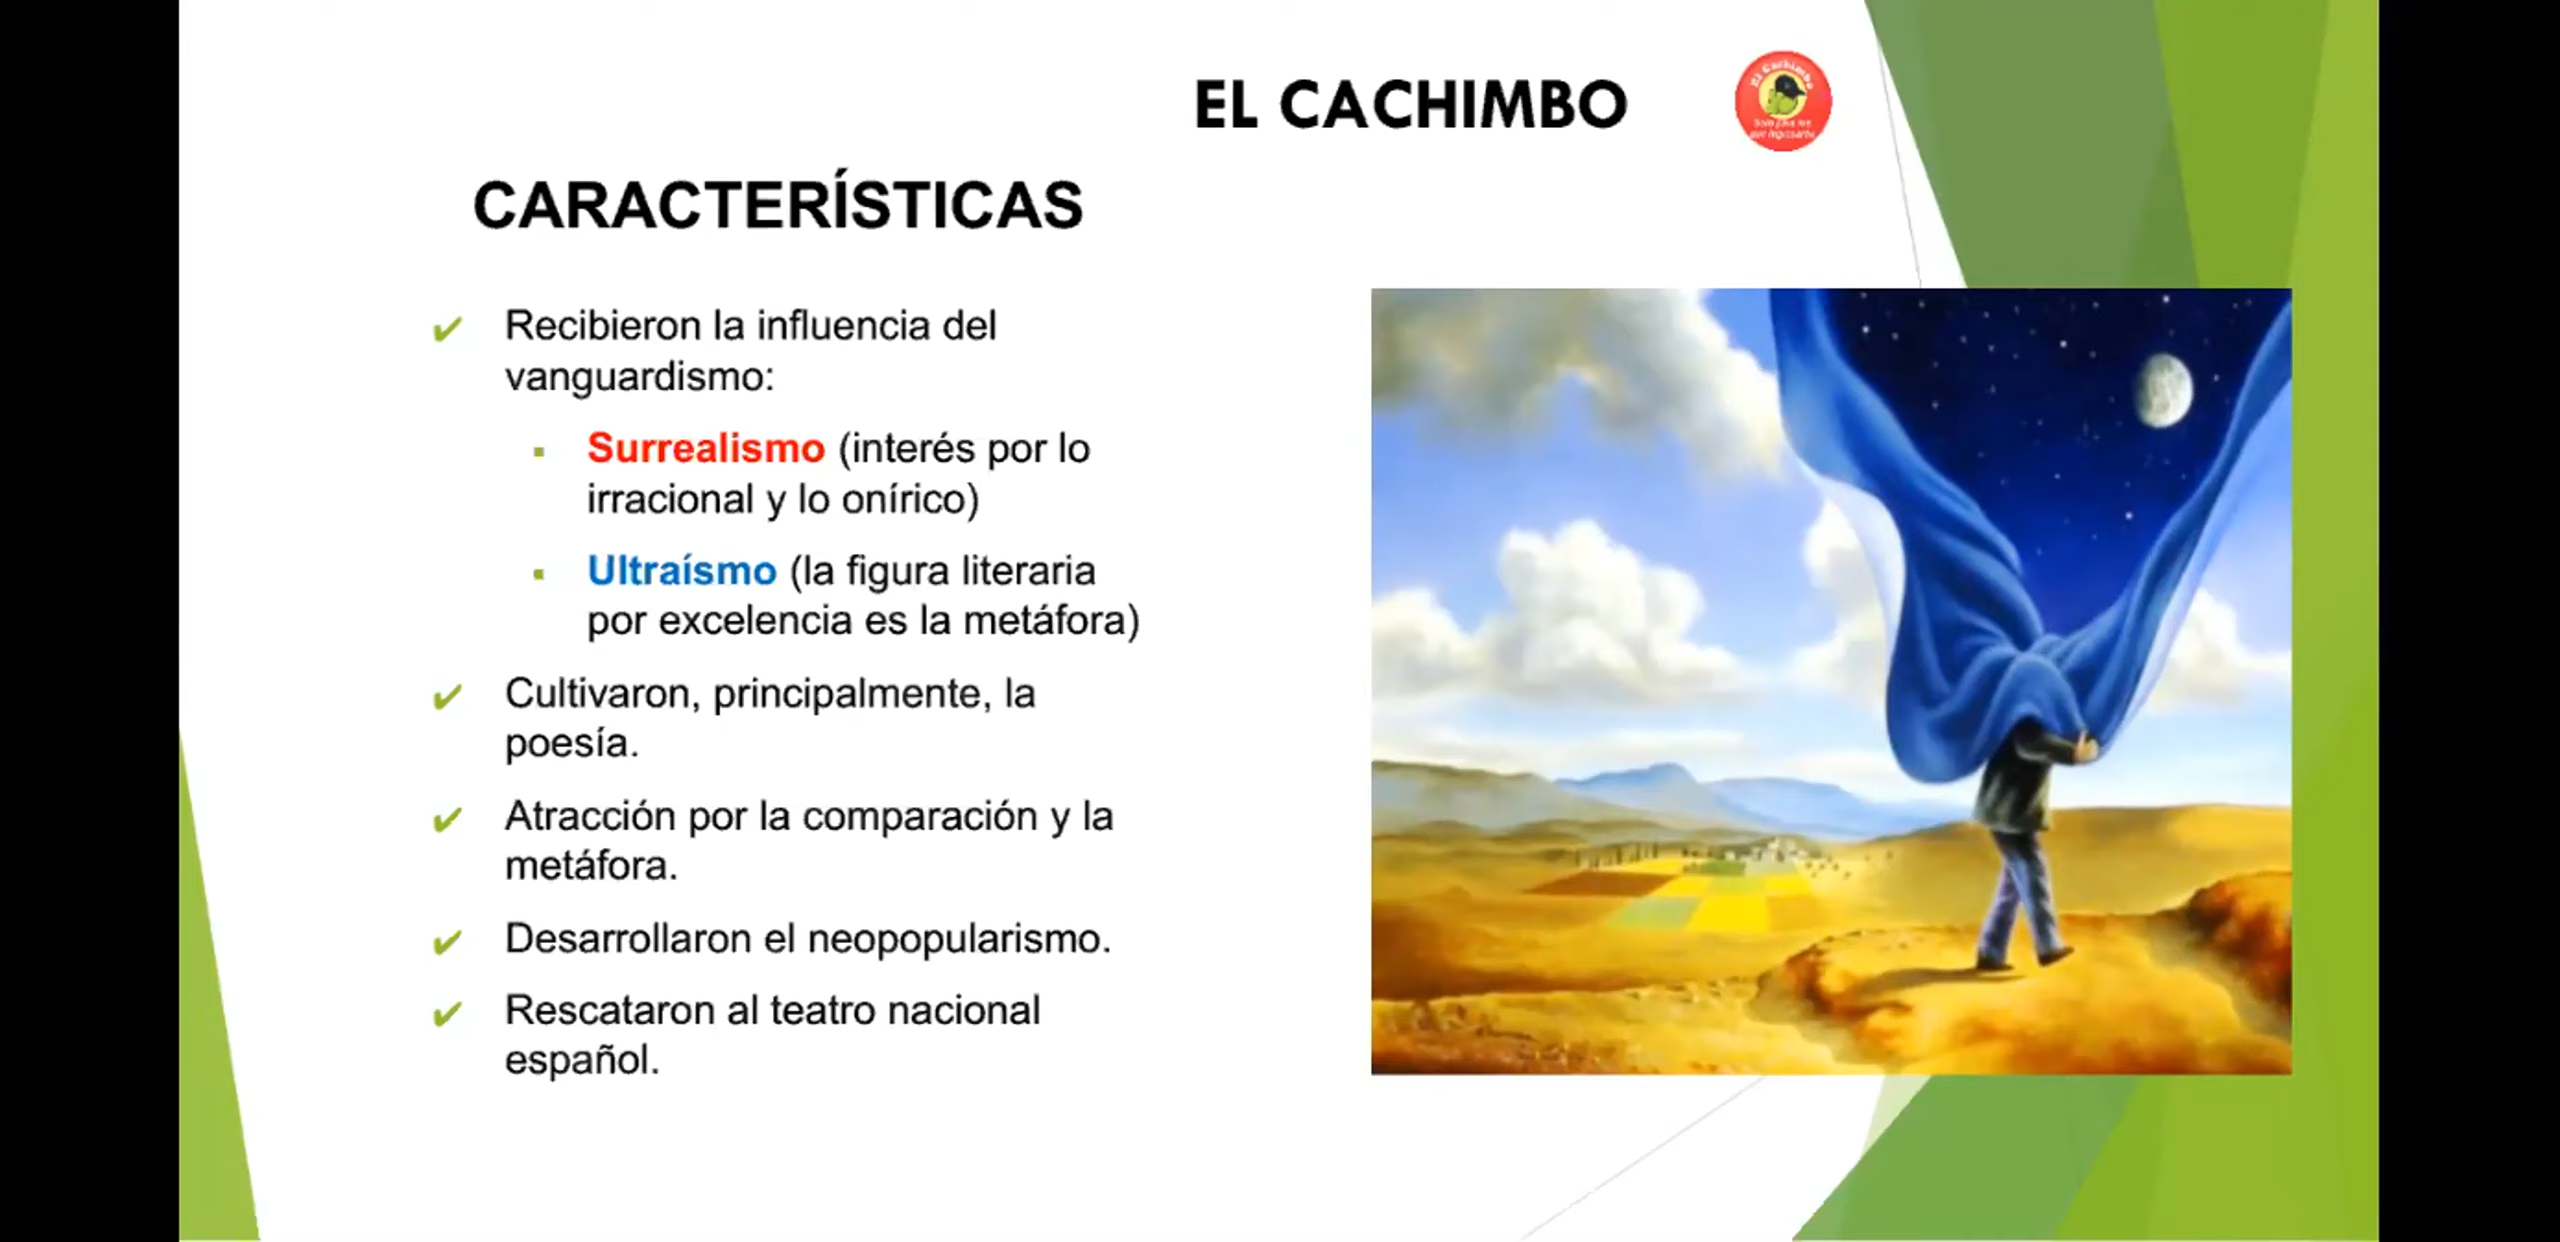 EL CACHIMBO
El Cachimbo
CARACTERÍSTICAS
✔ Recibieron la influencia del
vanguardismo:
▪ Surrealismo (interés por lo
irracional y lo onírico)
▪ Ultraísmo (la figura literaria
por excelencia es la metáfora)
✔ Cultivaron, principalmente, la
poesía.
✔ Atracción por la comparación y la
metáfora.
✔ Desarrollaron el neopopularismo.
✔ Rescataron al teatro nacional
español.